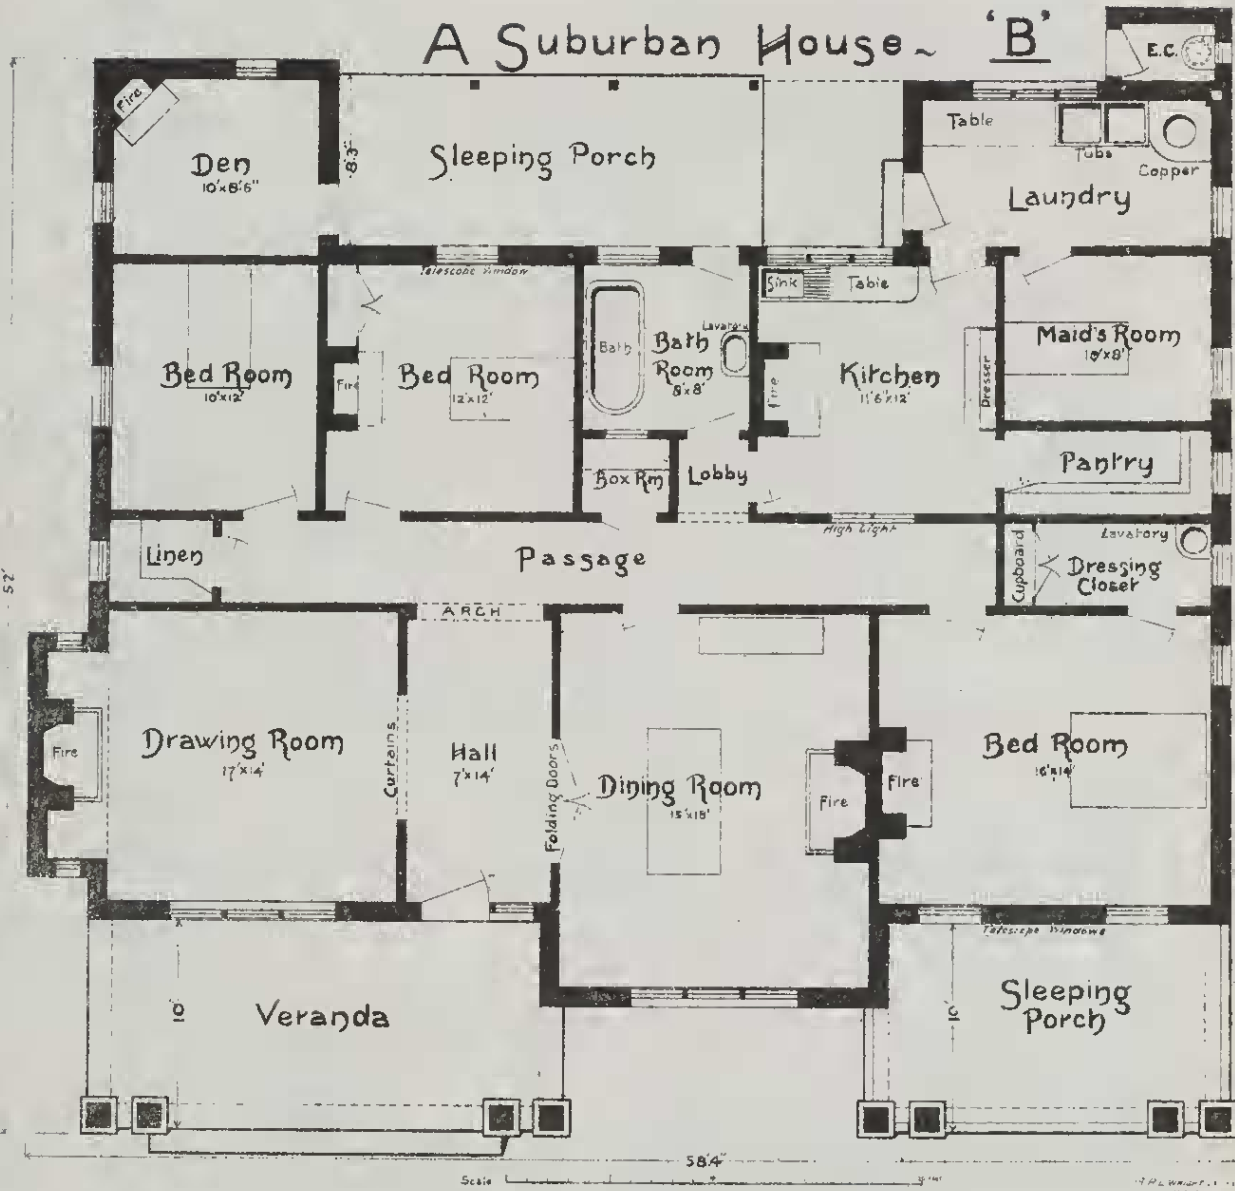 A Suburban House~ 'B'
E.C.
Fire
Den
10'x8'6"
8'3"
Sleeping Porch
Table
Tubs
Copper
Laundry
Telescope Window
Sink
Table
Bed Room
10'x12'
Fire
Bed Room
12'x12'
Bath
Lavatory
Bath
Room
8'x8'
Fire
Kitchen
11'6"x12'
Dresser
Maid's Room
10'x8'
Box Rm
Lobby
Pantry
High Light
Linen
Passage
Cupboard
Lavatory
Dressing
Closet
52'
ARCH
Fire
Drawing Room
17'x14'
Curtains
Hall
7'x14'
Folding Doors
Dining Room
15'x18'
Fire
Fire
Bed Room
16'x14'
Telescope Windows
10'
Veranda
10'
Sleeping
Porch
58'4"
Scale